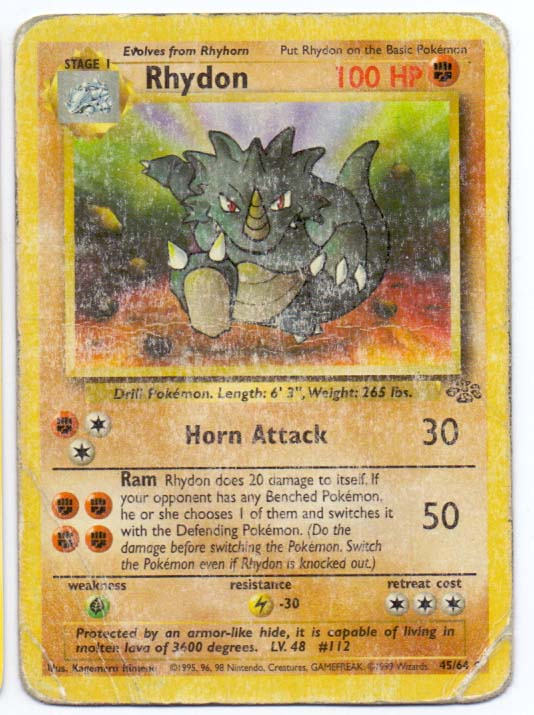 Evolves from Rhyhorn Put Rhydon on the Basic Pokémon
STAGE 1
Rhydon 100 HP
Drill Pokémon. Length: 6' 3", Weight: 265 lbs.
Horn Attack 30
Ram Rhydon does 20 damage to itself. If
your opponent has any Benched Pokémon,
he or she chooses 1 of them and switches it
with the Defending Pokémon. (Do the
damage before switching the Pokémon. Switch
the Pokémon even if Rhydon is knocked out.)
50
weakness resistance retreat cost
-30
Protected by an armor-like hide, it is capable of living in
molten lava of 3600 degrees. LV. 48 #112
Illus. Kagemaru Himeno ©1995, 96, 98 Nintendo, Creatures, GAMEFREAK. ©1999 Wizards. 45/64